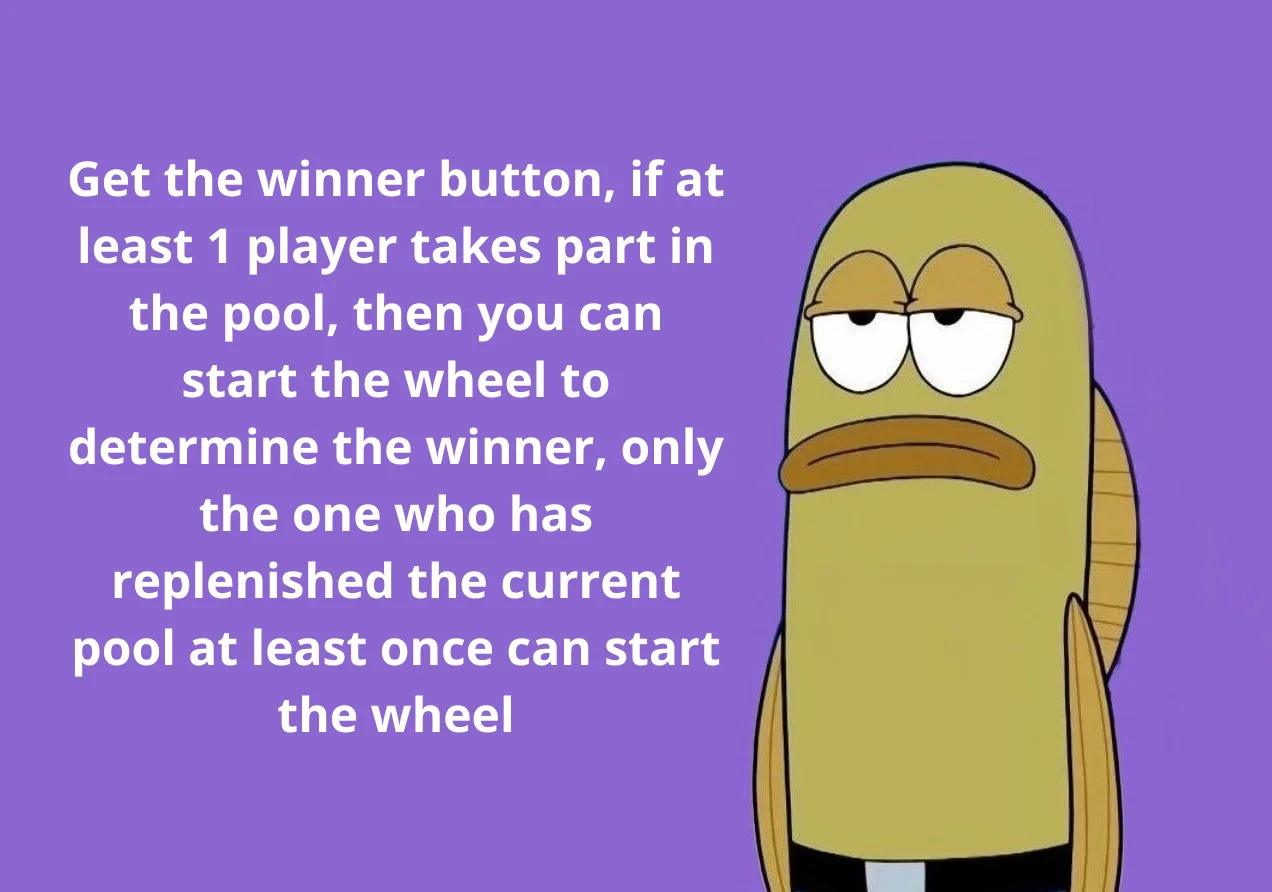 Get the winner button, if at
least 1 player takes part in
the pool, then you can
start the wheel to
determine the winner, only
the one who has
replenished the current
pool at least once can start
the wheel